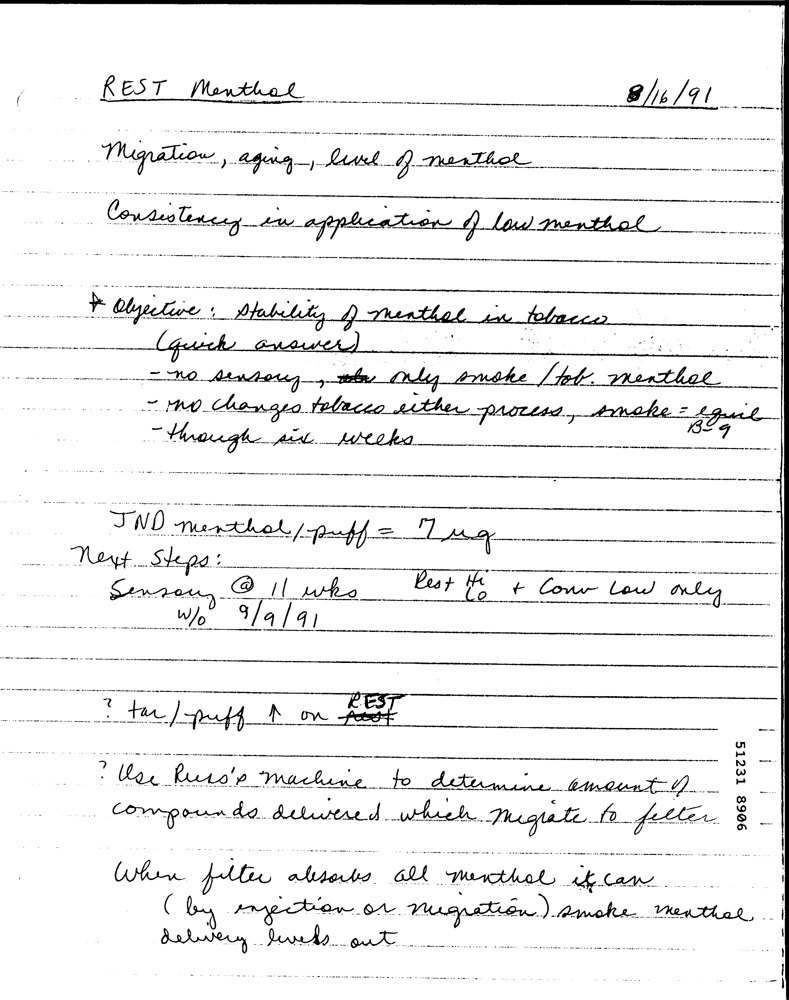 REST Menthol 8/16/91
Migration, aging, level of menthol
Consistency in application of low menthol
* Objective: Stability of menthol in tobacco
(quick answer)
- no sensory, only smoke/tob. menthol
- no changes tobacco either process, smoke = equil
B-9
- through six weeks
JND menthol/puff = 7 ug
Next Steps:
Sensory @ 11 wks Rest Hi/Lo + Conv Low only
w/o 9/9/91
? tar/puff ↑ on REST
? Use Russ's machine to determine amount of
compounds delivered which migrate to filter
When filter absorbs all menthol it can
(by injection or migration) smoke menthol
delivery levels out
51231 8906